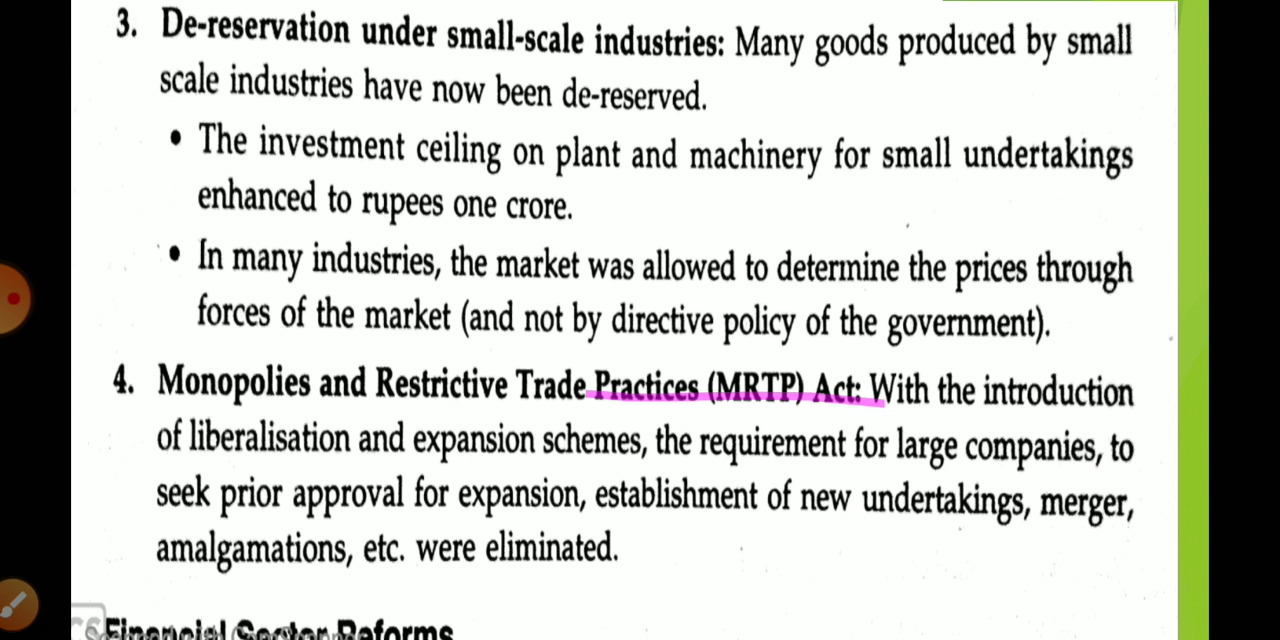 3. De-reservation under small-scale industries: Many goods produced by small
scale industries have now been de-reserved.
• The investment ceiling on plant and machinery for small undertakings
enhanced to rupees one crore.
• In many industries, the market was allowed to determine the prices through
forces of the market (and not by directive policy of the government).
4. Monopolies and Restrictive Trade Practices (MRTP) Act: With the introduction
of liberalisation and expansion schemes, the requirement for large companies, to
seek prior approval for expansion, establishment of new undertakings, merger,
amalgamations, etc. were eliminated.
Financial Sector Reforms